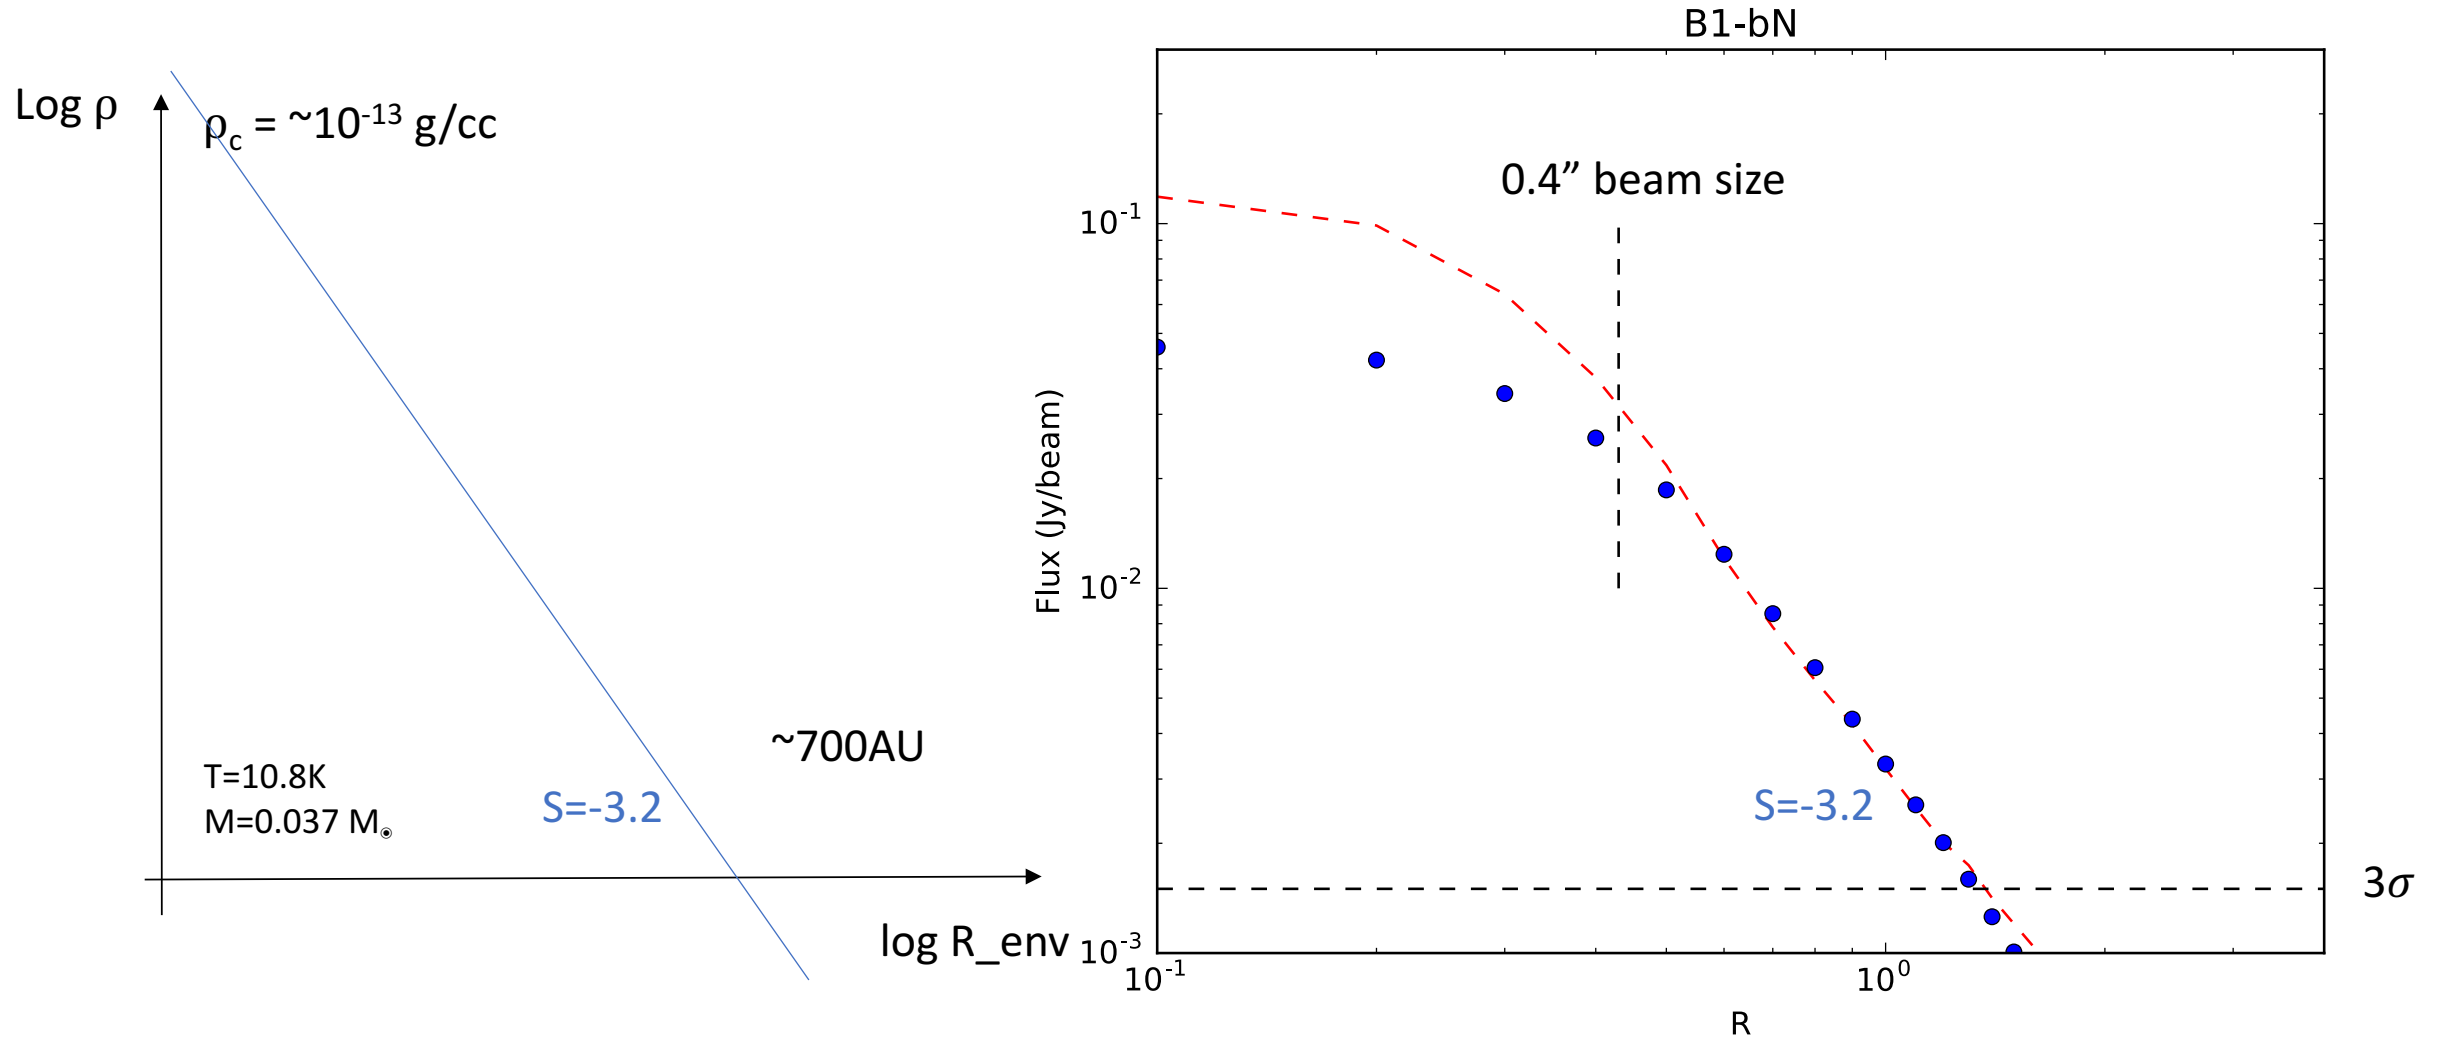 Log ρ
ρc = ~10-13 g/cc
~700AU
T=10.8K
M=0.037 M☉
S=-3.2
log R_env
B1-bN
0.4” beam size
Flux (Jy/beam)
10-1
10-2
10-3
S=-3.2
3σ
10-1
100
R